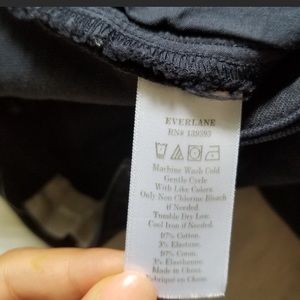 EVERLANE
RN# 139593
Machine Wash Cold
Gentle Cycle
With Like Colors.
Only Non Chlorine Bleach
if Needed.
Tumble Dry Low.
Cool Iron if Needed.
97% Cotton.
3% Elastane.
97% Coton.
3% Elasthanne.
Made in China.
Fabriqué en Chine.